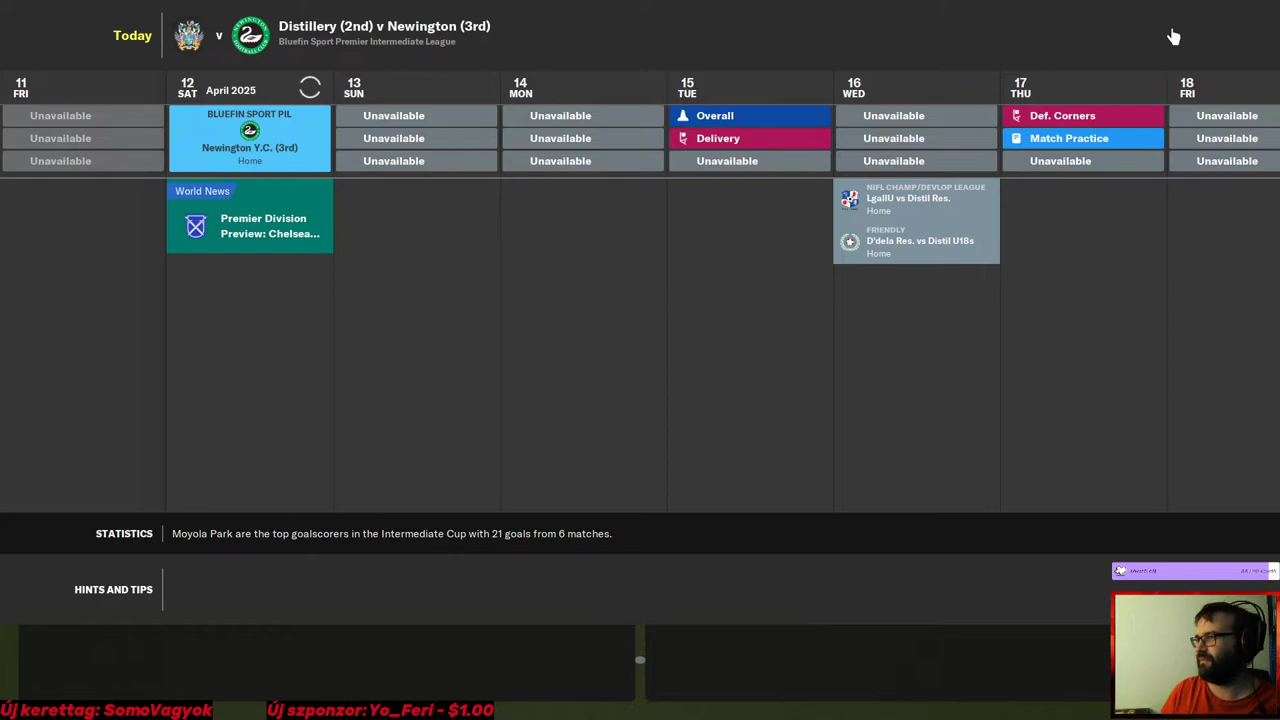 Today
v
Distillery (2nd) v Newington (3rd)
Bluefin Sport Premier Intermediate League
11 FRI
12 SAT April 2025
13 SUN
14 MON
15 TUE
16 WED
17 THU
18 FRI
Unavailable
BLUEFIN SPORT PIL
Unavailable
Unavailable
Overall
Unavailable
Def. Corners
Unavailable
Unavailable
Newington Y.C. (3rd)
Unavailable
Unavailable
Delivery
Unavailable
Match Practice
Unavailable
Unavailable
Home
Unavailable
Unavailable
Unavailable
Unavailable
Unavailable
Unavailable
World News
Premier Division
Preview: Chelsea...
NIFL CHAMP/DEVLOP LEAGUE
LgallU vs Distil Res.
Home
FRIENDLY
D'dela Res. vs Distil U18s
Home
STATISTICS
Moyola Park are the top goalscorers in the Intermediate Cup with 21 goals from 6 matches.
HINTS AND TIPS
Új kerettag: SomoVagyok
Új szponzor: Yo_Feri - $1.00